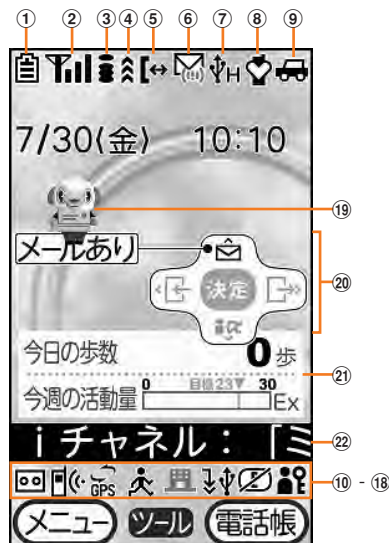 ① ② ③ ④ ⑤ ⑥ ⑦ ⑧ ⑨
H
7/30(金) 10:10
⑲
メールあり
決定
⑳
今日の歩数 0歩
㉑
0 目標23▼ 30
今週の活動量 Ex
iチャネル：「ミ
㉒
GPS
⑩ - ⑱
メニュー ツール 電話帳